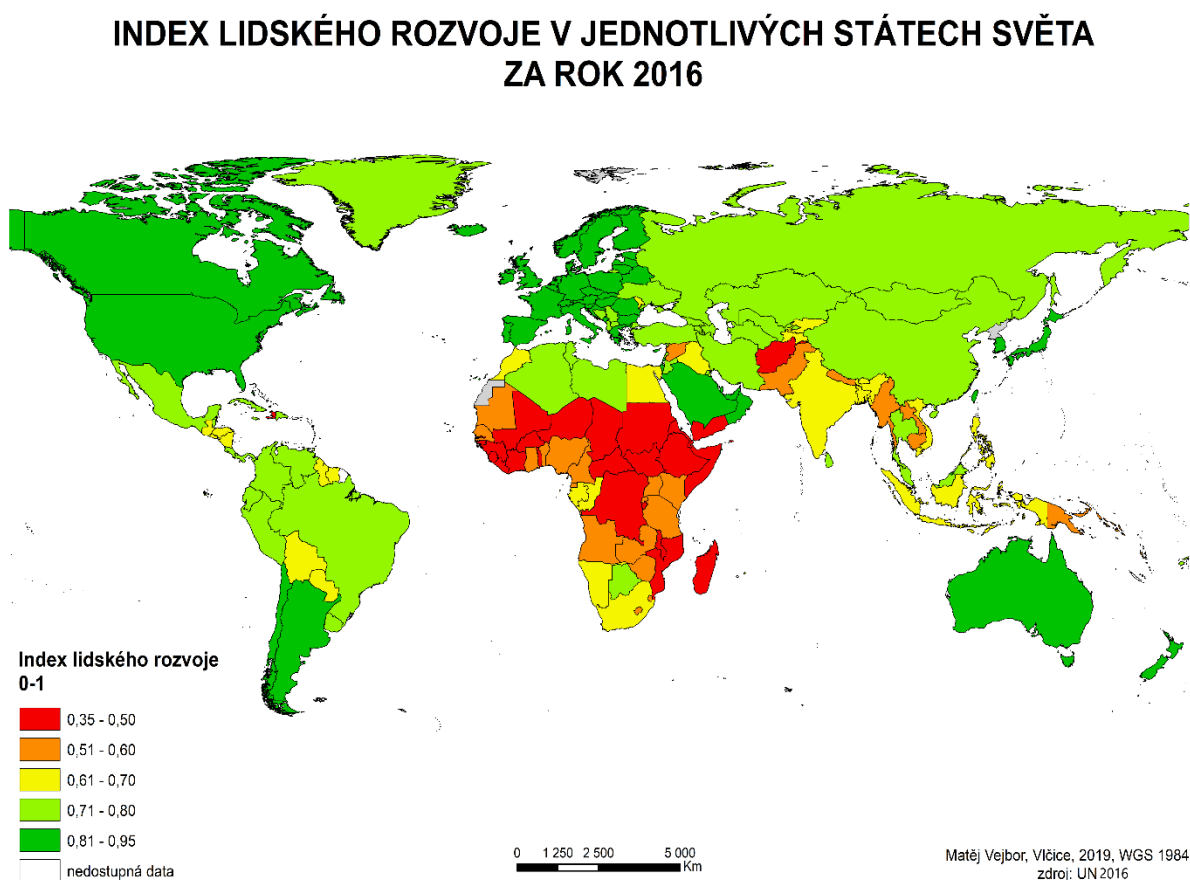 INDEX LIDSKÉHO ROZVOJE V JEDNOTLIVÝCH STÁTECH SVĚTA
ZA ROK 2016
Index lidského rozvoje
0-1
0,35 - 0,50
0,51 - 0,60
0,61 - 0,70
0,71 - 0,80
0,81 - 0,95
nedostupná data
0 1 250 2 500 5 000
Km
Matěj Vejbor, Vlčice, 2019, WGS 1984
zdroj: UN 2016